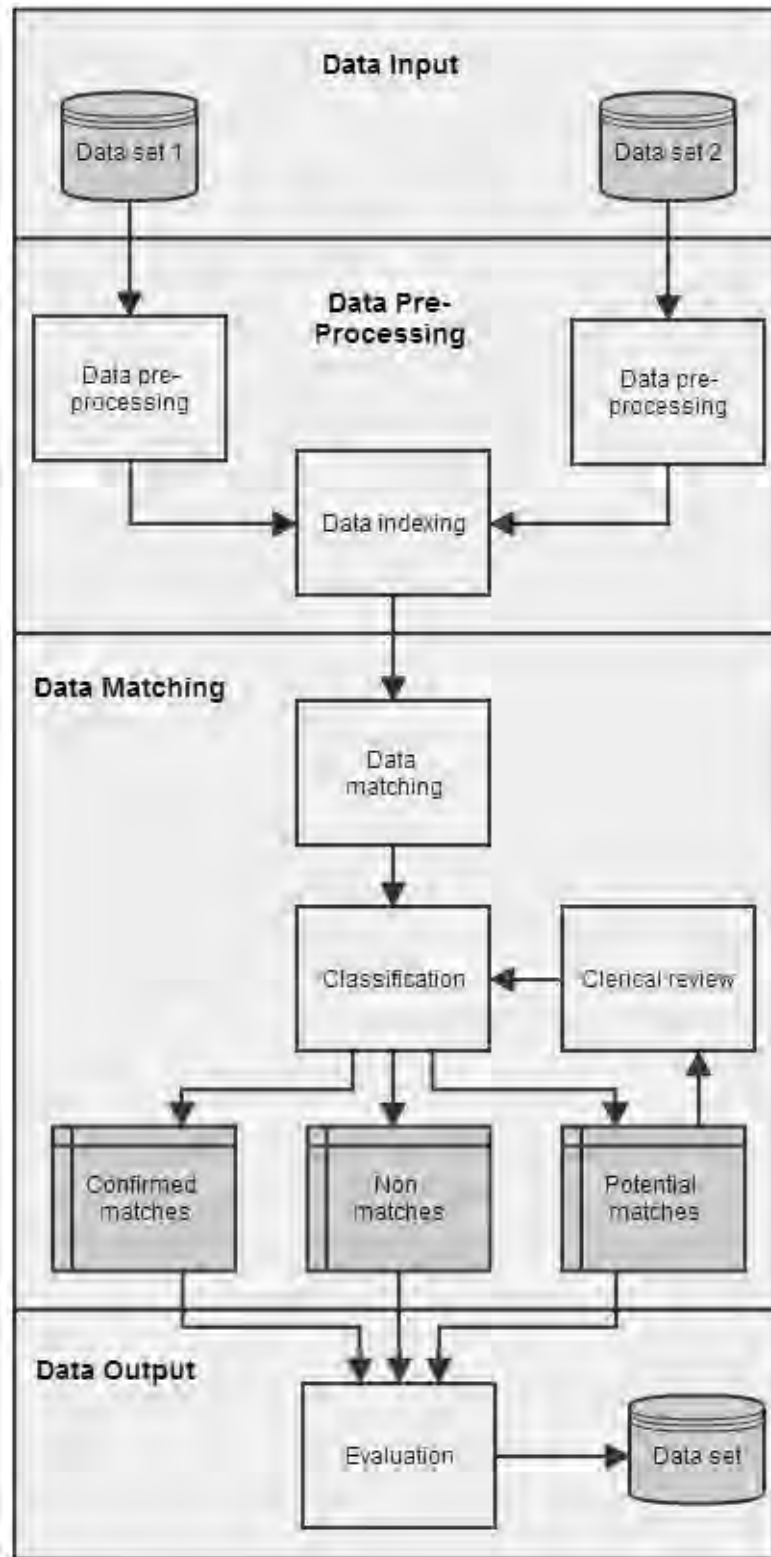 Data Input
Data set 1
Data set 2
Data Pre-
Processing
Data pre-
processing
Data pre-
processing
Data indexing
Data Matching
Data
matching
Classification
Clerical review
Confirmed
matches
Non
matches
Potential
matches
Data Output
Evaluation
Data set